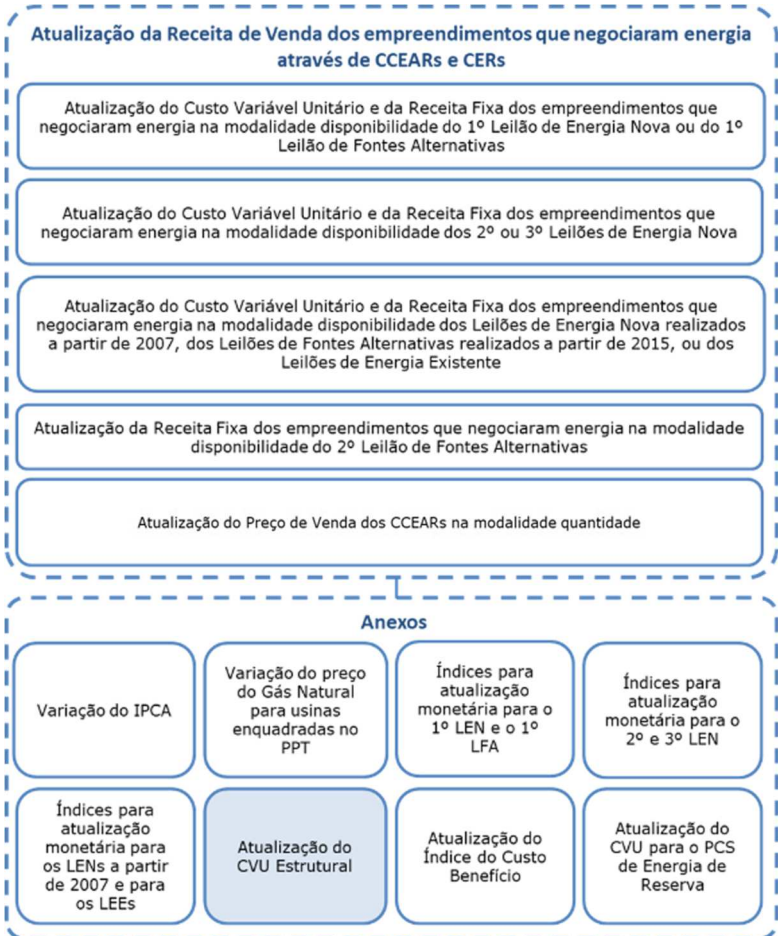 Atualização da Receita de Venda dos empreendimentos que negociaram energia
através de CCEARs e CERs
Atualização do Custo Variável Unitário e da Receita Fixa dos empreendimentos que
negociaram energia na modalidade disponibilidade do 1º Leilão de Energia Nova ou do 1º
Leilão de Fontes Alternativas
Atualização do Custo Variável Unitário e da Receita Fixa dos empreendimentos que
negociaram energia na modalidade disponibilidade dos 2º ou 3º Leilões de Energia Nova
Atualização do Custo Variável Unitário e da Receita Fixa dos empreendimentos que
negociaram energia na modalidade disponibilidade dos Leilões de Energia Nova realizados
a partir de 2007, dos Leilões de Fontes Alternativas realizados a partir de 2015, ou dos
Leilões de Energia Existente
Atualização da Receita Fixa dos empreendimentos que negociaram energia na modalidade
disponibilidade do 2º Leilão de Fontes Alternativas
Atualização do Preço de Venda dos CCEARs na modalidade quantidade
Anexos
Variação do IPCA
Variação do preço
do Gás Natural
para usinas
enquadradas no
PPT
Índices para
atualização
monetária para o
1º LEN e o 1º
LFA
Índices para
atualização
monetária para o
2º e 3º LEN
Índices para
atualização
monetária para
os LENs a partir
de 2007 e para
os LEEs
Atualização do
CVU Estrutural
Atualização do
Índice do Custo
Benefício
Atualização do
CVU para o PCS
de Energia de
Reserva